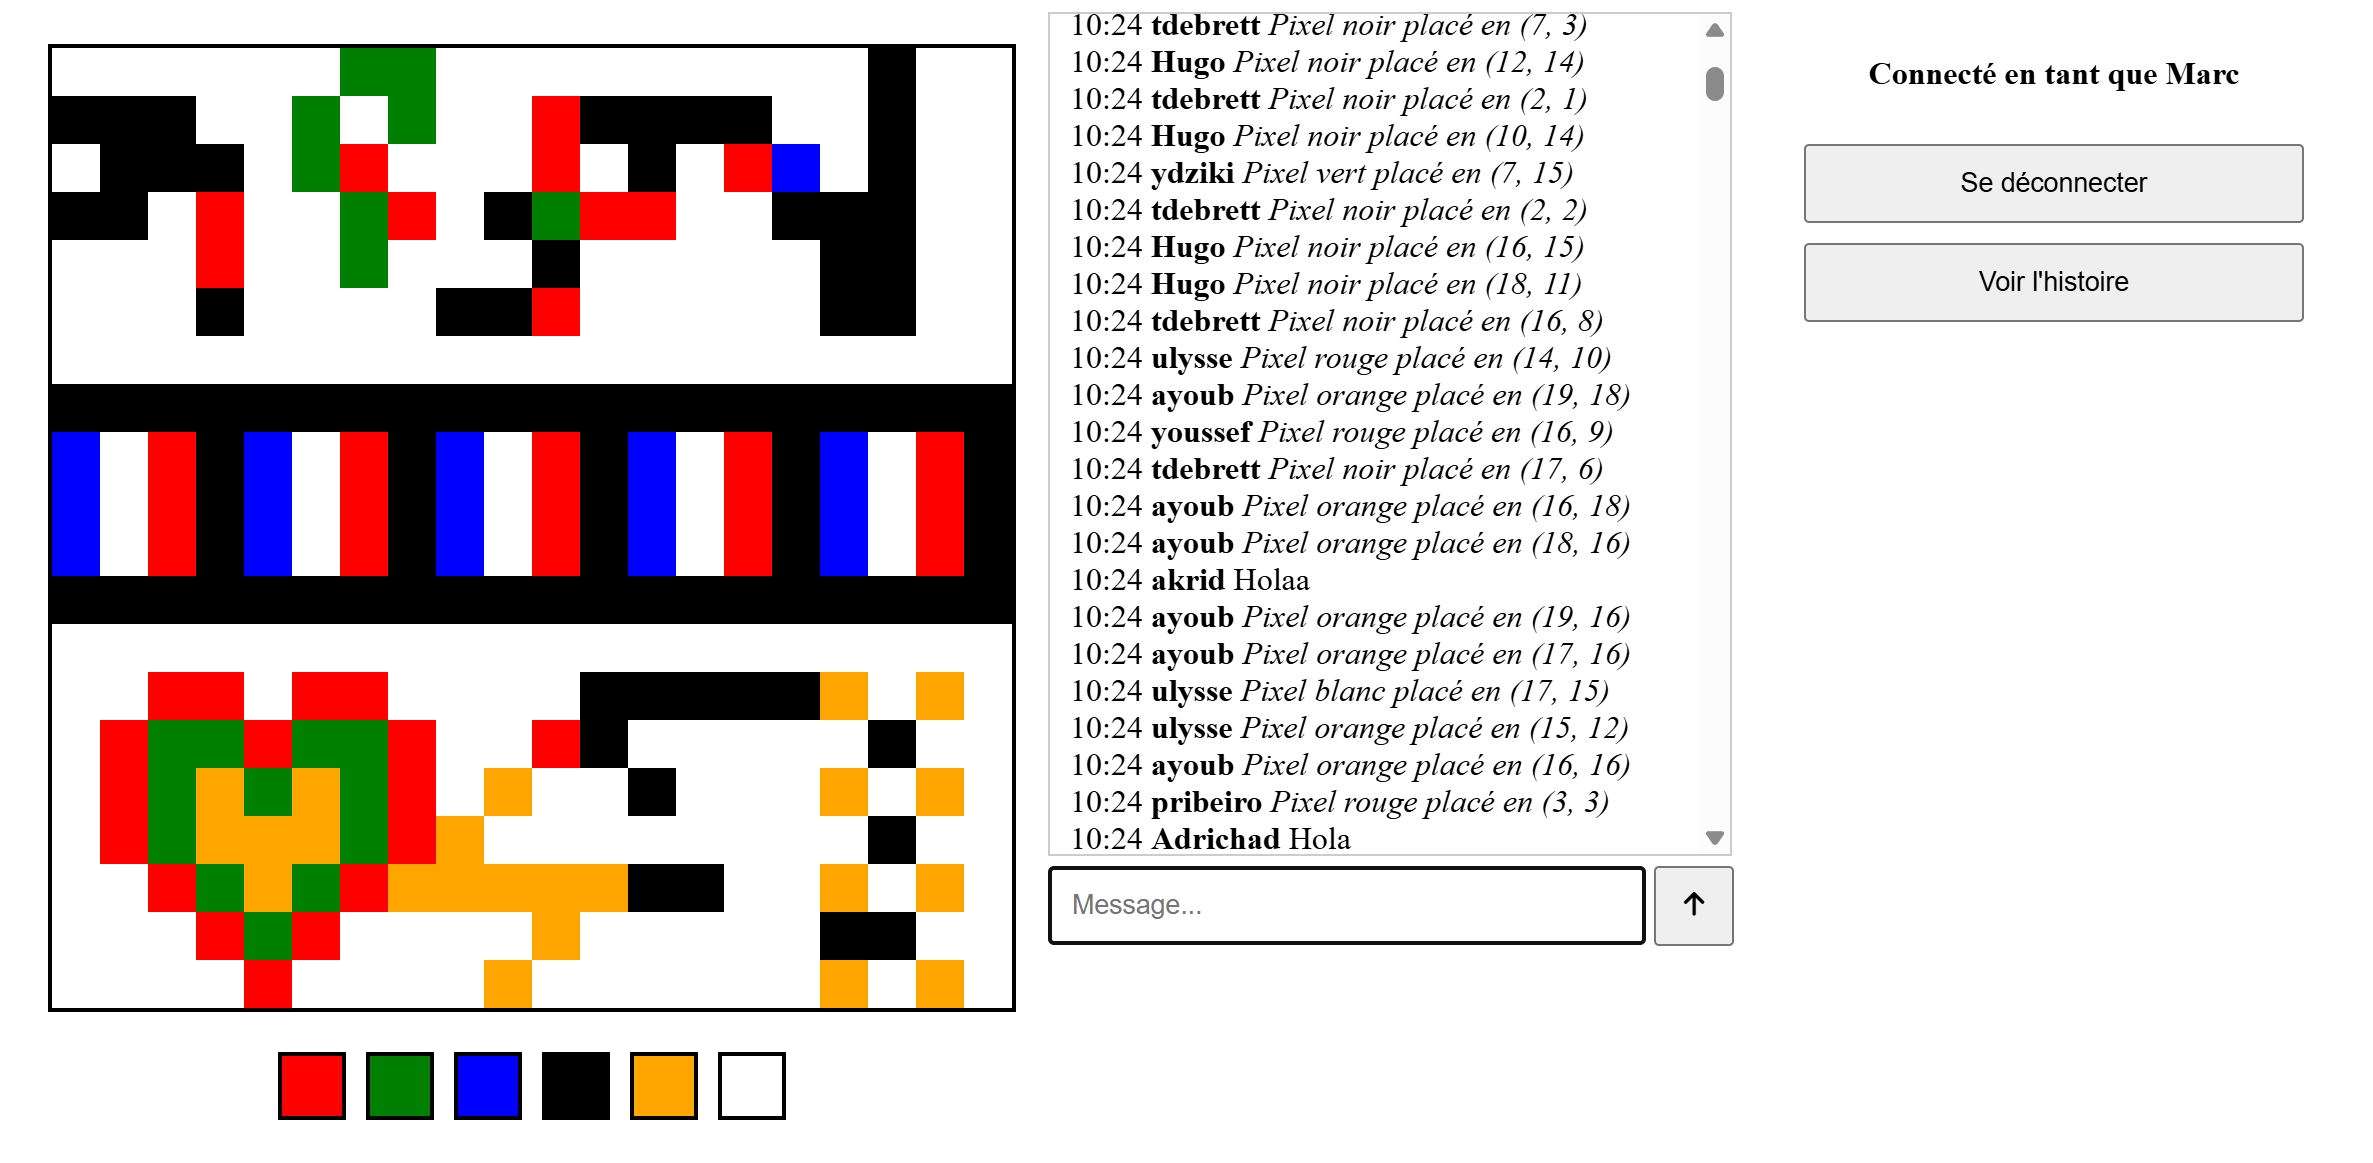 10:24 tdebrett Pixel noir placé en (7, 3)
10:24 Hugo Pixel noir placé en (12, 14)
10:24 tdebrett Pixel noir placé en (2, 1)
10:24 Hugo Pixel noir placé en (10, 14)
10:24 ydziki Pixel vert placé en (7, 15)
10:24 tdebrett Pixel noir placé en (2, 2)
10:24 Hugo Pixel noir placé en (16, 15)
10:24 Hugo Pixel noir placé en (18, 11)
10:24 tdebrett Pixel noir placé en (16, 8)
10:24 ulysse Pixel rouge placé en (14, 10)
10:24 ayoub Pixel orange placé en (19, 18)
10:24 youssef Pixel rouge placé en (16, 9)
10:24 tdebrett Pixel noir placé en (17, 6)
10:24 ayoub Pixel orange placé en (16, 18)
10:24 ayoub Pixel orange placé en (18, 16)
10:24 akrid Holaa
10:24 ayoub Pixel orange placé en (19, 16)
10:24 ayoub Pixel orange placé en (17, 16)
10:24 ulysse Pixel blanc placé en (17, 15)
10:24 ulysse Pixel orange placé en (15, 12)
10:24 ayoub Pixel orange placé en (16, 16)
10:24 pribeiro Pixel rouge placé en (3, 3)
10:24 Adrichad Hola
Message...
Connecté en tant que Marc
Se déconnecter
Voir l'histoire